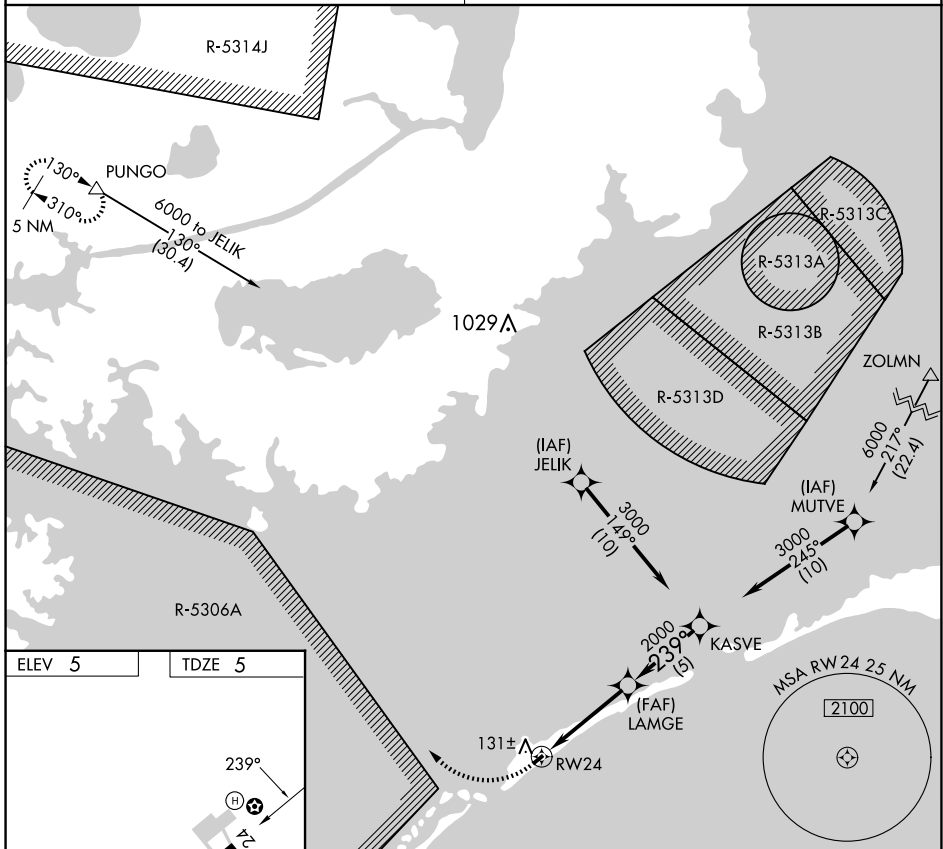 R-5314J
130°
PUNGO
310°
5 NM
6000 to JELIK
130°
(30.4)
1029
R-5313C
R-5313A
R-5313B
R-5313D
ZOLMN
6000
217°
(22.4)
(IAF)
JELIK
3000
149°
(10)
(IAF)
MUTVE
3000
245°
(10)
R-5306A
2000
239°
(5)
KASVE
(FAF)
LAMGE
131±
RW24
MSA RW24 25 NM
2100
ELEV 5
TDZE 5
239°
H
24